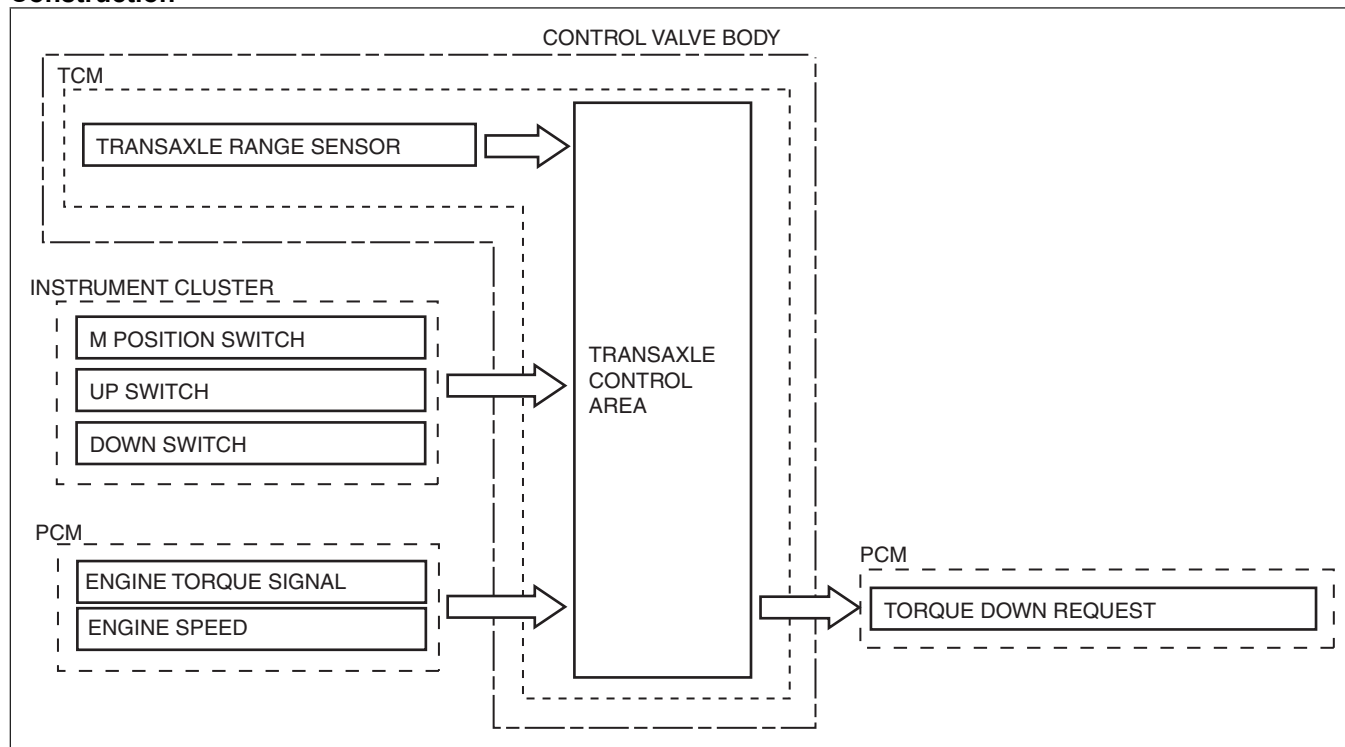 CONTROL VALVE BODY
TCM
TRANSAXLE RANGE SENSOR
INSTRUMENT CLUSTER
M POSITION SWITCH
UP SWITCH
DOWN SWITCH
TRANSAXLE
CONTROL
AREA
PCM
ENGINE TORQUE SIGNAL
ENGINE SPEED
PCM
TORQUE DOWN REQUEST